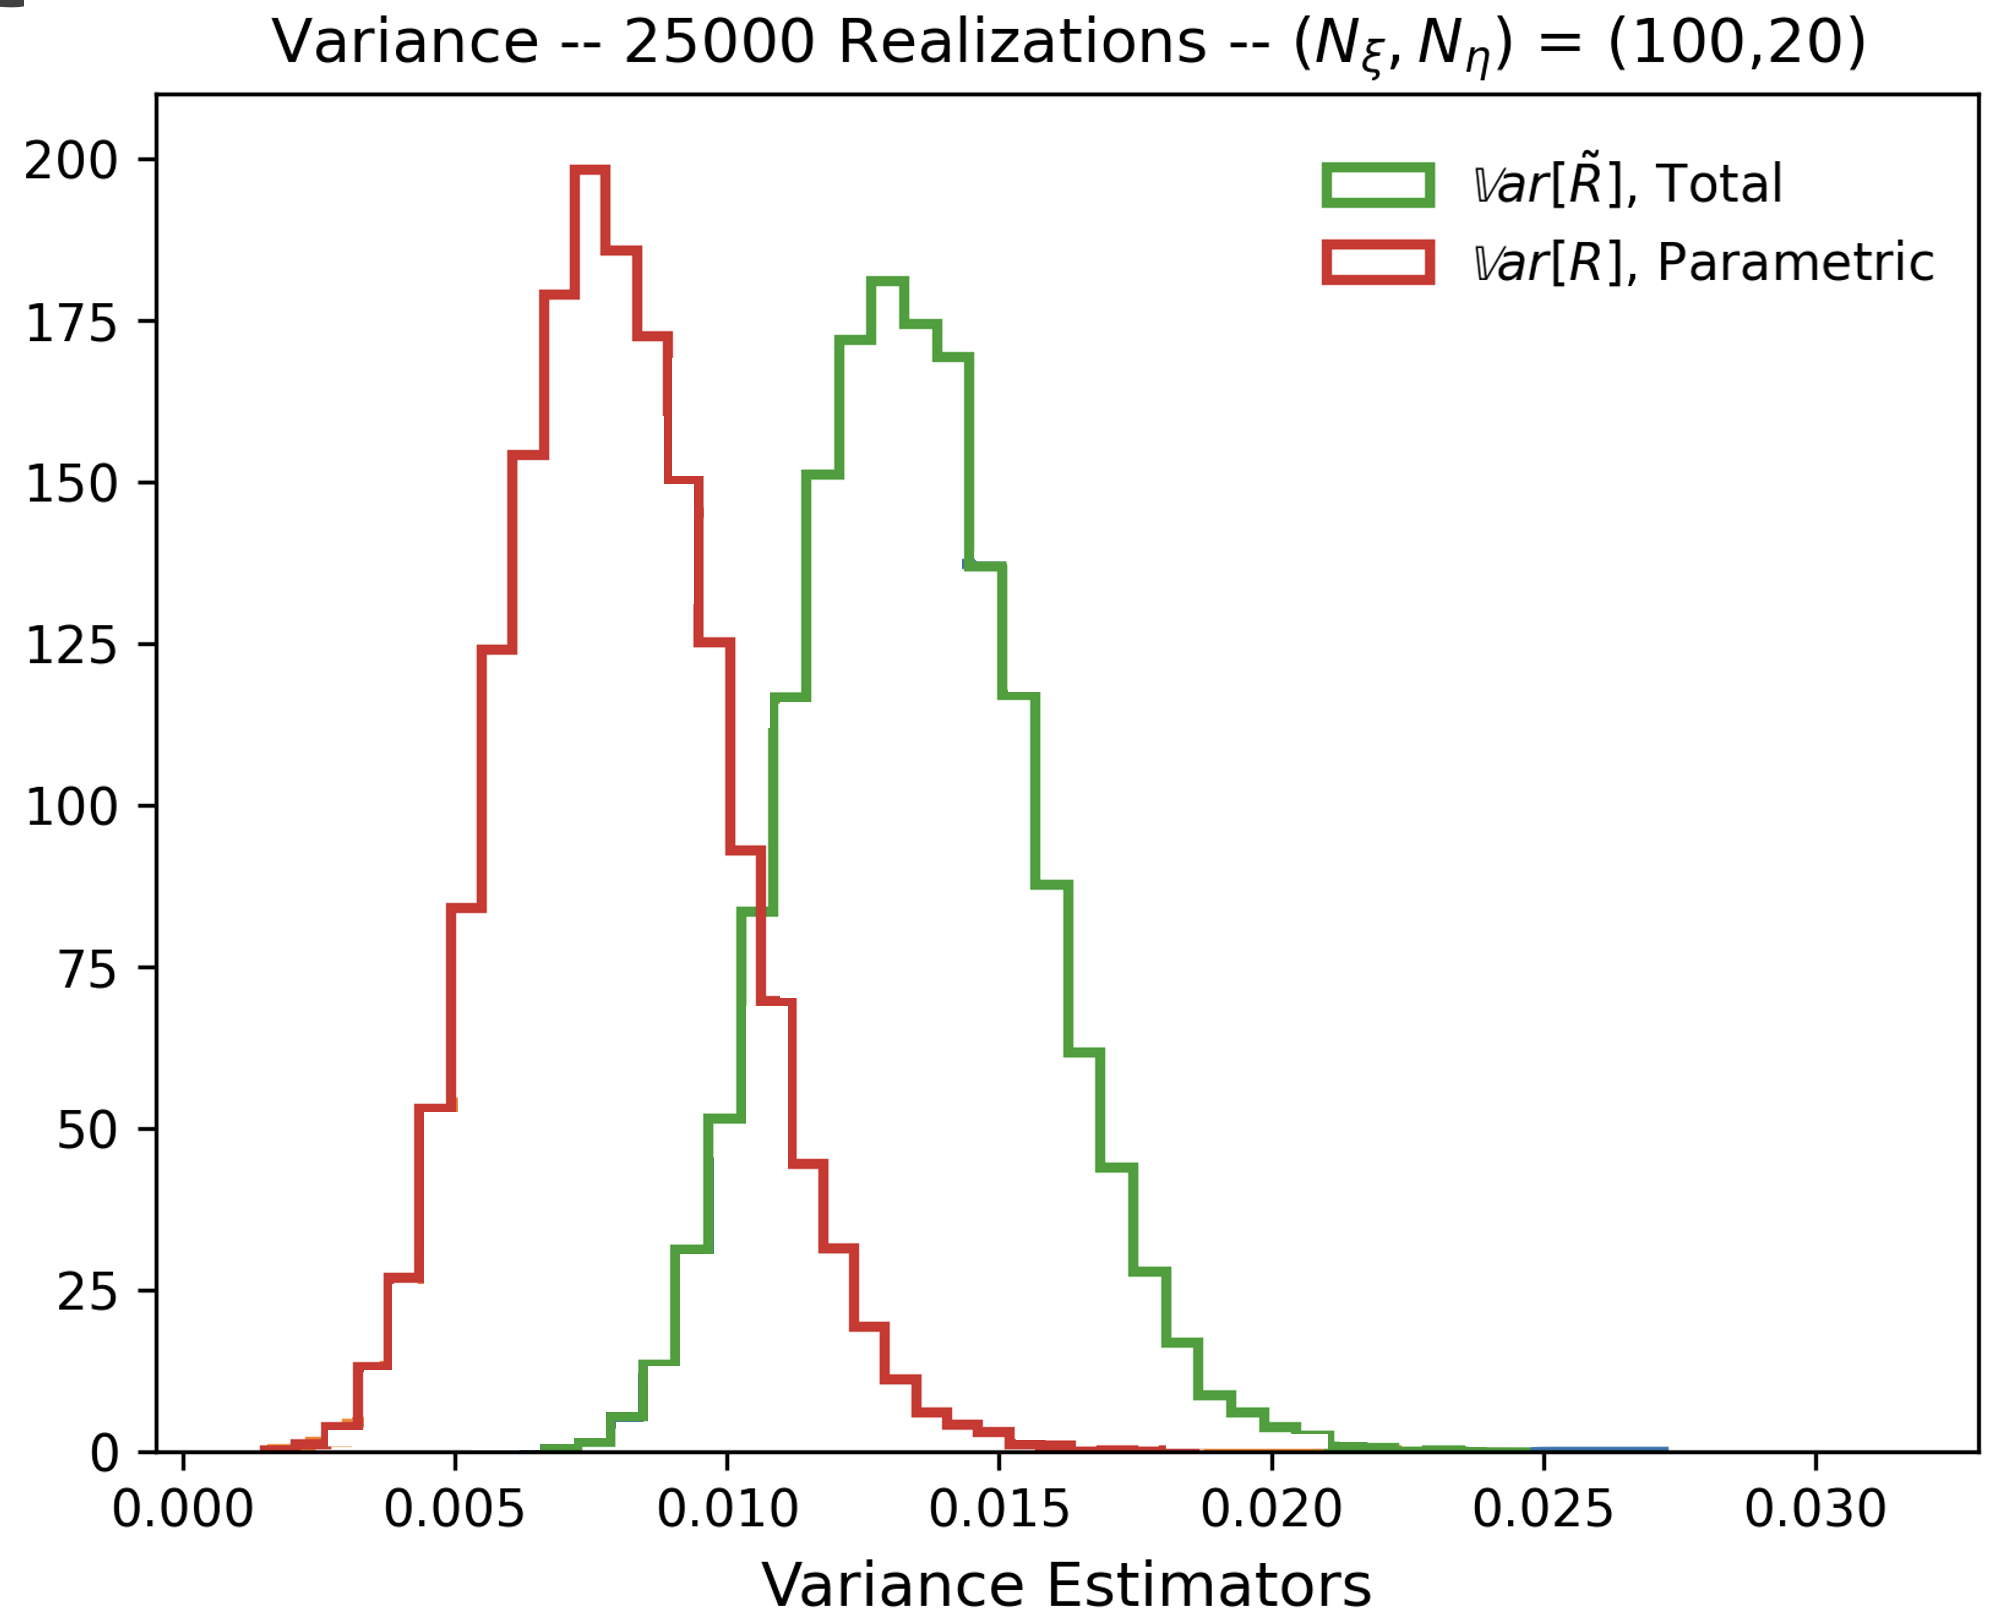 Variance -- 25000 Realizations -- (N_ξ, N_η) = (100,20)
𝕍ar[R̃], Total
𝕍ar[R], Parametric
200
175
150
125
100
75
50
25
0
0.000 0.005 0.010 0.015 0.020 0.025 0.030
Variance Estimators